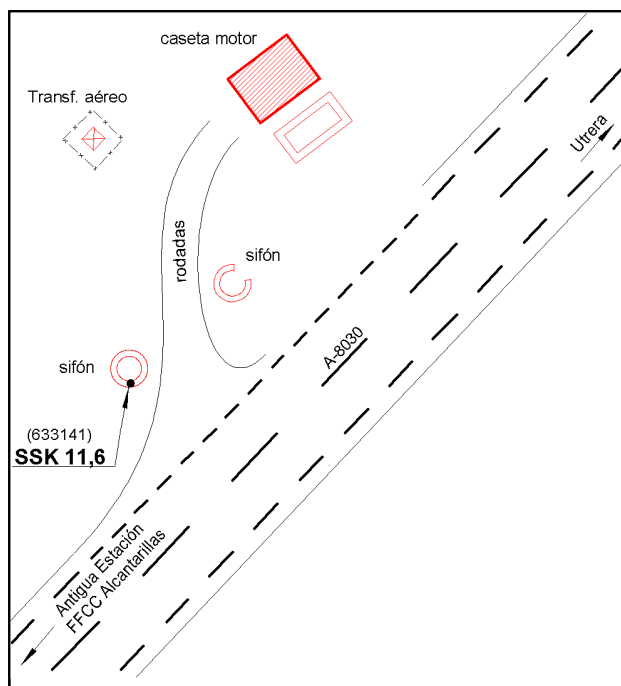 caseta motor
Transf. aéreo
Utrera
rodadas
sifón
A-8030
sifón
(633141)
SSK 11,6
Antigua Estación
FFCC Alcantarillas